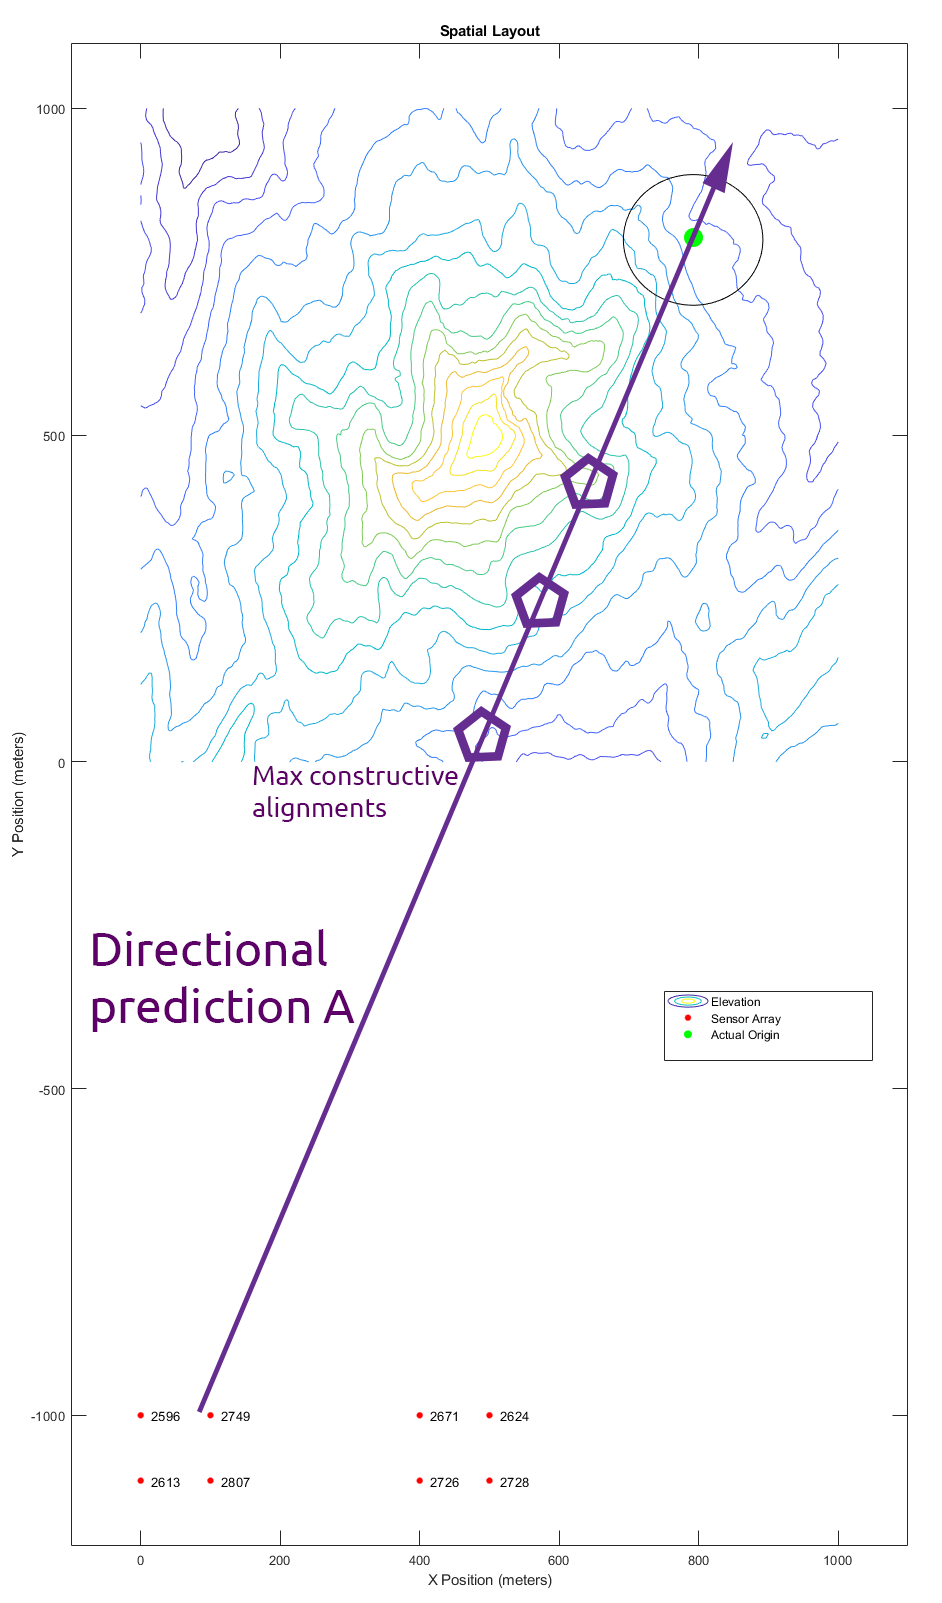 Spatial Layout
1000
500
0
-500
-1000
Y Position (meters)
Max constructive
alignments
Directional
prediction A
Elevation
Sensor Array
Actual Origin
2596 2749 2671 2624
2613 2807 2726 2728
0 200 400 600 800 1000
X Position (meters)